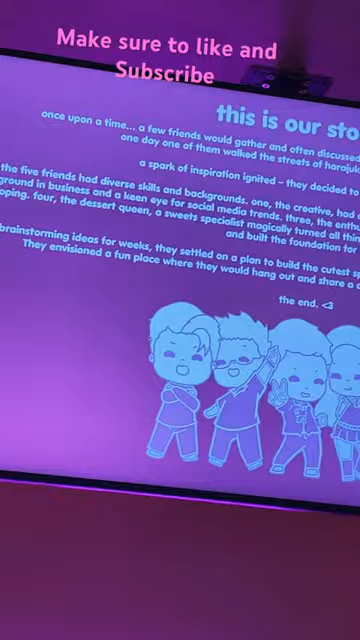 Make sure to like and
Subscribe
this is our
once upon a time... a few friends would gather and often discussed
one day one of them walked the streets of
a spark of inspiration ignited – they decided to
the five friends had diverse skills and backgrounds. one, the creative, had
ground in business and a keen eye for social media trends. three, the
oping. four, the dessert queen, a sweets specialist magically turned all
and built the foundation for
brainstorming ideas for weeks, they settled on a plan to build the cutest
They envisioned a fun place where they would hang out and share a
the end. <3